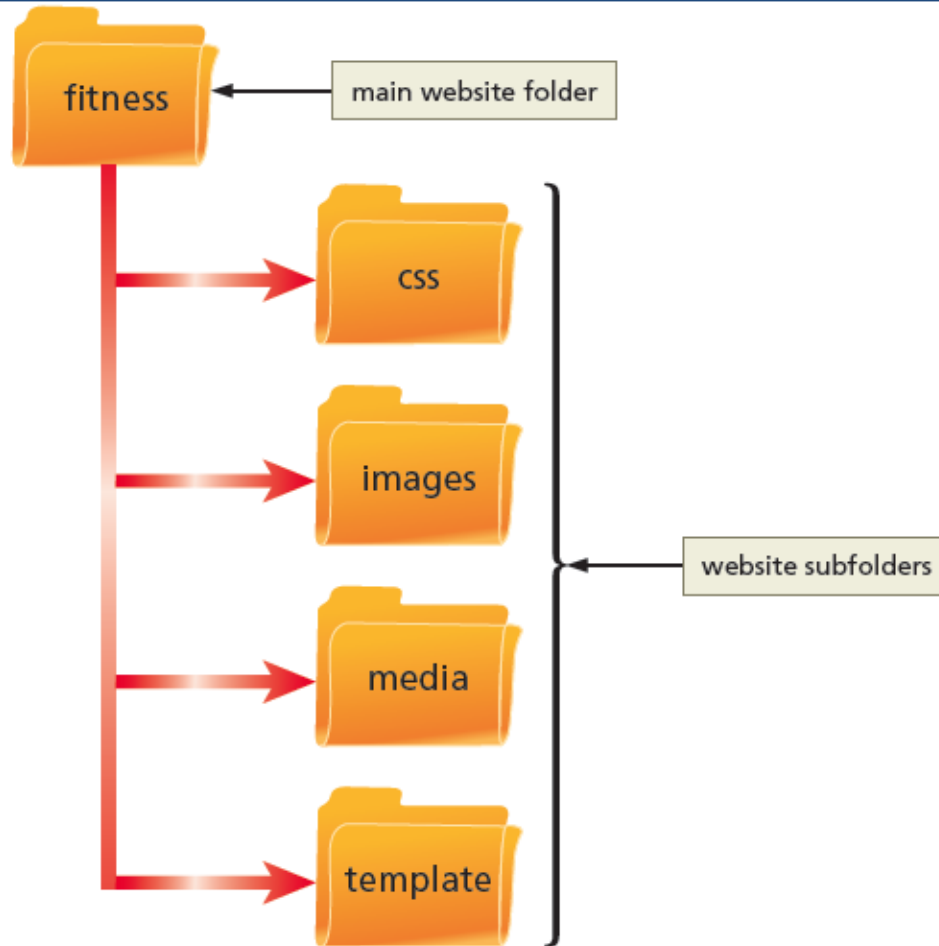 fitness
main website folder
css
images
website subfolders
media
template